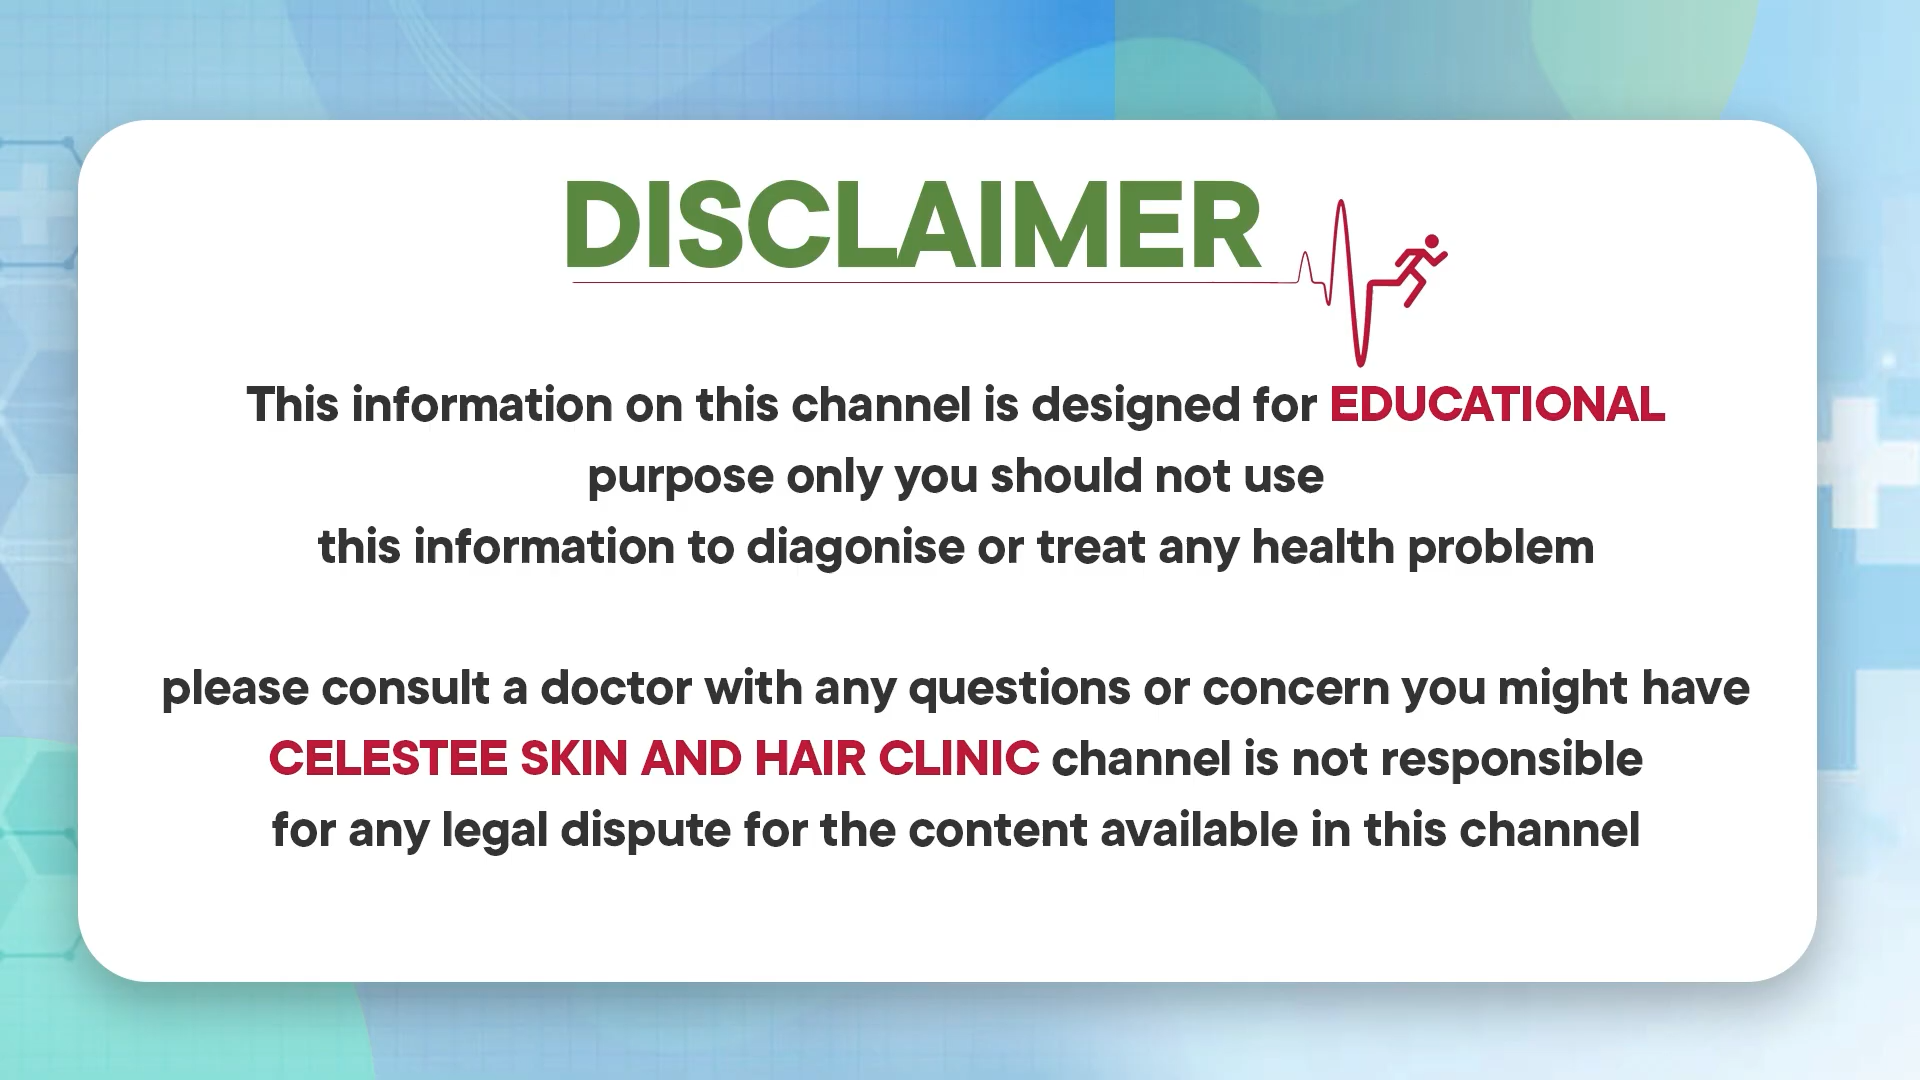 DISCLAIMER
This information on this channel is designed for EDUCATIONAL
purpose only you should not use
this information to diagonise or treat any health problem
please consult a doctor with any questions or concern you might have
CELESTEE SKIN AND HAIR CLINIC channel is not responsible
for any legal dispute for the content available in this channel